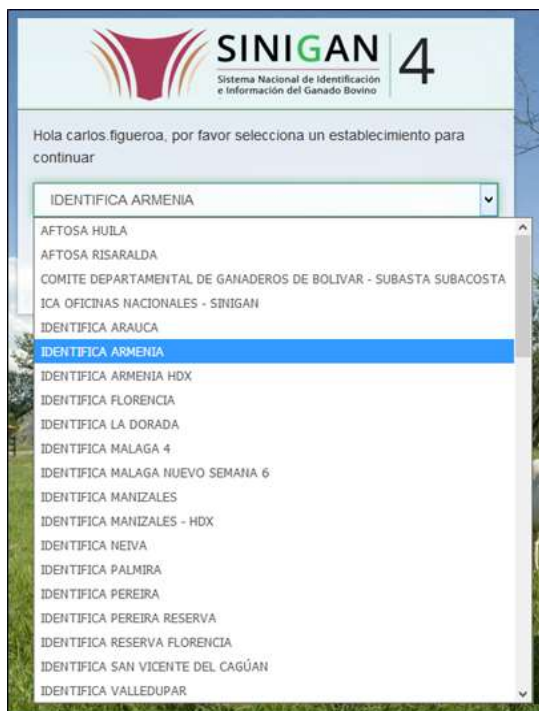 SINIGAN 4
Sistema Nacional de Identificación
e Información del Ganado Bovino
Hola carlos.figueroa, por favor selecciona un establecimiento para
continuar
IDENTIFICA ARMENIA
AFTOSA HUILA
AFTOSA RISARALDA
COMITE DEPARTAMENTAL DE GANADEROS DE BOLIVAR - SUBASTA SUBACOSTA
ICA OFICINAS NACIONALES - SINIGAN
IDENTIFICA ARAUCA
IDENTIFICA ARMENIA
IDENTIFICA ARMENIA HDX
IDENTIFICA FLORENCIA
IDENTIFICA LA DORADA
IDENTIFICA MALAGA 4
IDENTIFICA MALAGA NUEVO SEMANA 6
IDENTIFICA MANIZALES
IDENTIFICA MANIZALES - HDX
IDENTIFICA NEIVA
IDENTIFICA PALMIRA
IDENTIFICA PEREIRA
IDENTIFICA PEREIRA RESERVA
IDENTIFICA RESERVA FLORENCIA
IDENTIFICA SAN VICENTE DEL CAGÚAN
IDENTIFICA VALLEDUPAR